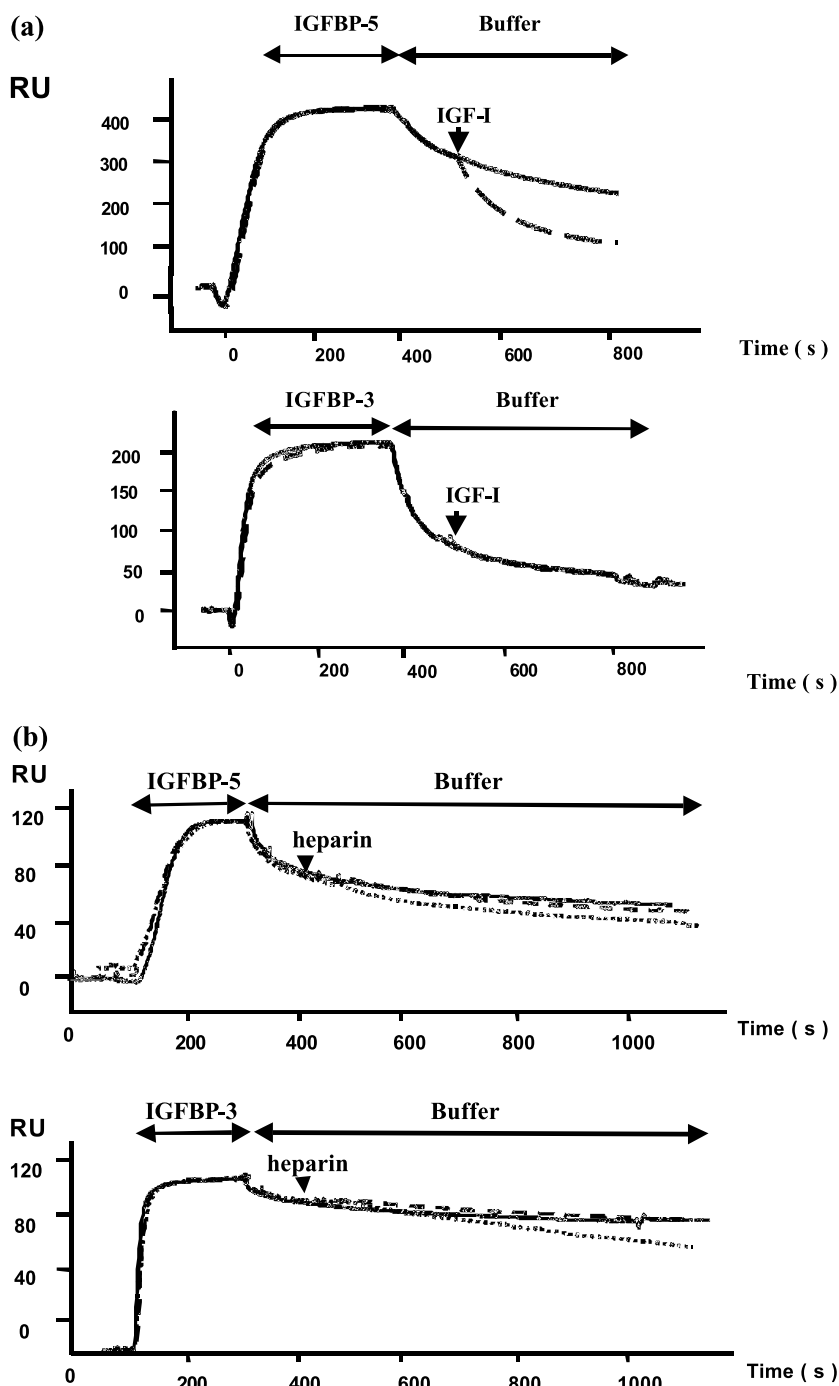 (a)
IGFBP-5 Buffer
RU
400
IGF-I
300
200
100
0
0 200 400 600 800 Time ( s )
IGFBP-3 Buffer
200
150
IGF-I
100
50
0
0 200 400 600 800
Time ( s )
(b)
RU
IGFBP-5 Buffer
120
heparin
80
40
0
0 200 400 600 800 1000 Time ( s )
IGFBP-3 Buffer
RU
120
heparin
80
40
0
0 200 400 600 800 1000 Time ( s )